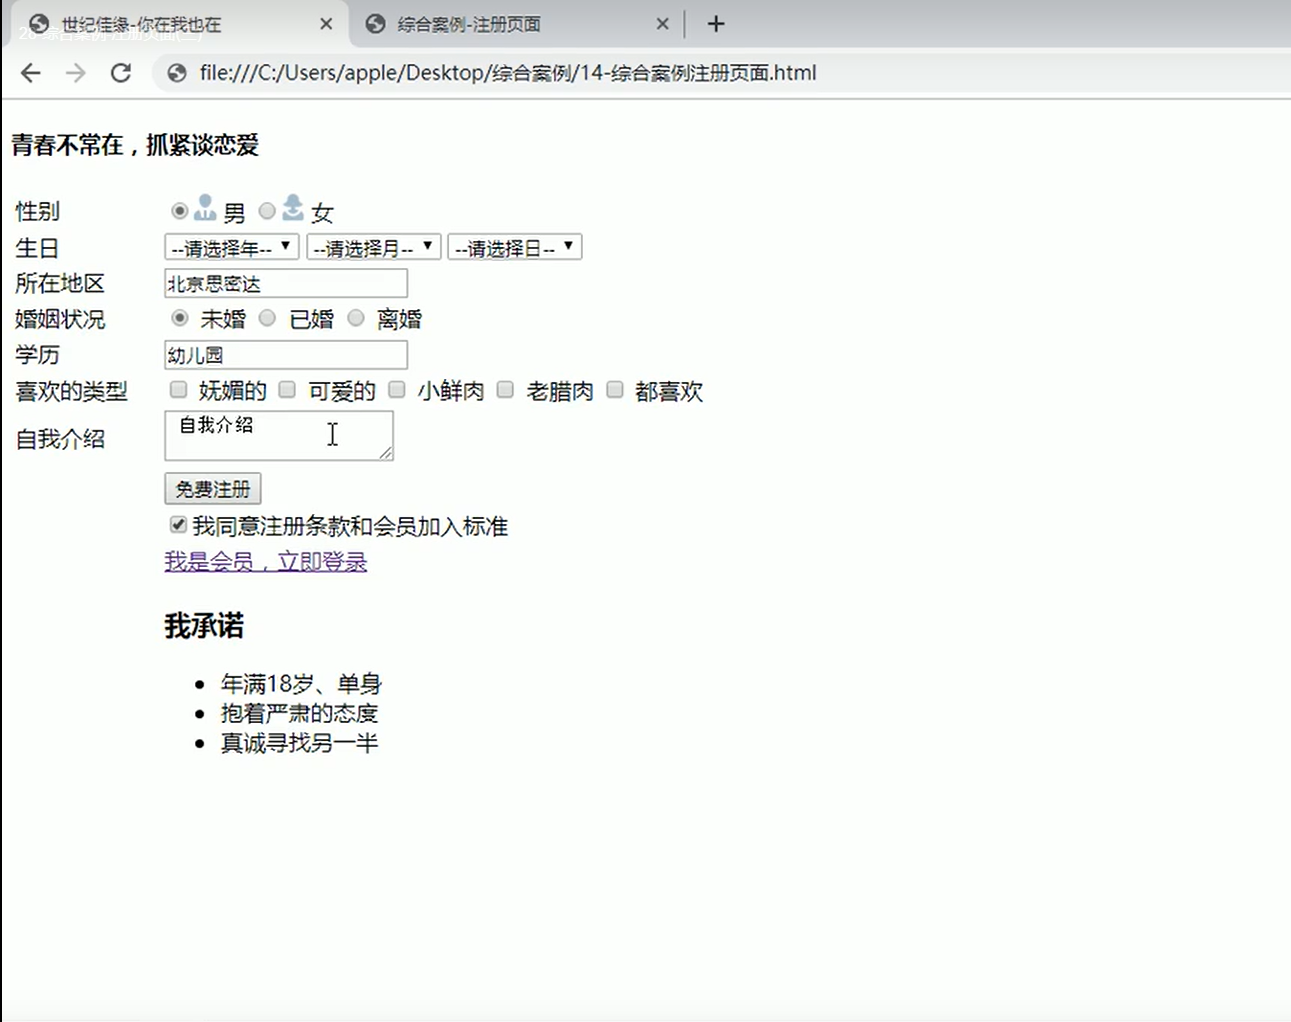 世纪佳缘-你在我也在
综合案例-注册页面
file:///C:/Users/apple/Desktop/综合案例/14-综合案例注册页面.html
青春不常在，抓紧谈恋爱
性别 男 女
生日 --请选择年-- --请选择月-- --请选择日--
所在地区 北京思密达
婚姻状况 未婚 已婚 离婚
学历 幼儿园
喜欢的类型 妩媚的 可爱的 小鲜肉 老腊肉 都喜欢
自我介绍 自我介绍
免费注册
我同意注册条款和会员加入标准
我是会员，立即登录
我承诺
年满18岁、单身
抱着严肃的态度
真诚寻找另一半